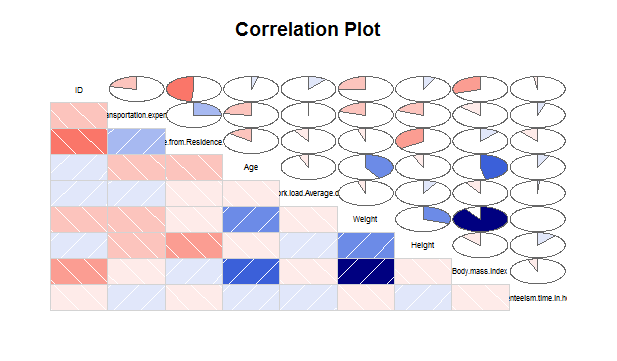 Correlation Plot
ID
ansportation.expen
e.from.Residence.
Age
ork.load.Average.d
Weight
Height
Body.mass.index
enteeism.time.in.ho